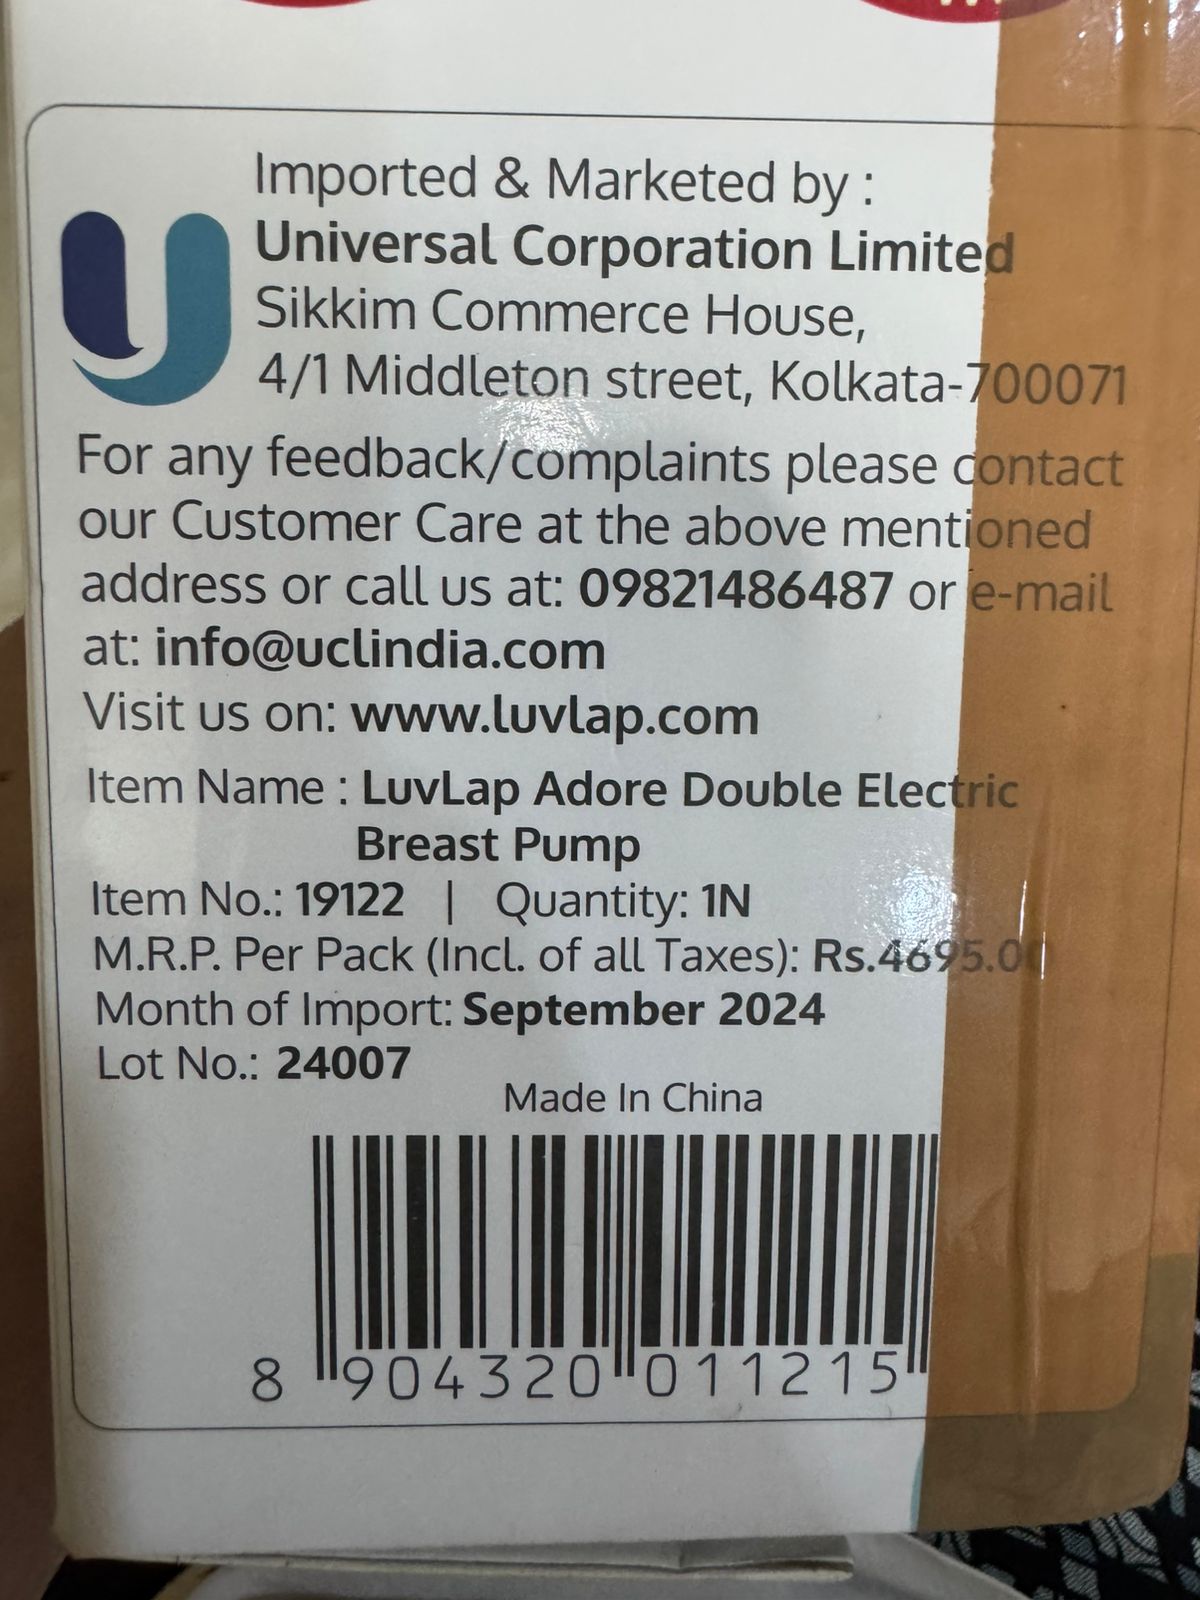 Imported & Marketed by :
Universal Corporation Limited
Sikkim Commerce House,
4/1 Middleton street, Kolkata-700071
For any feedback/complaints please contact
our Customer Care at the above mentioned
address or call us at: 09821486487 or e-mail
at: info@uclindia.com
Visit us on: www.luvlap.com
Item Name : LuvLap Adore Double Electric
Breast Pump
Item No.: 19122 | Quantity: 1N
M.R.P. Per Pack (Incl. of all Taxes): Rs.4695.00
Month of Import: September 2024
Lot No.: 24007
Made In China
8 904320 011215